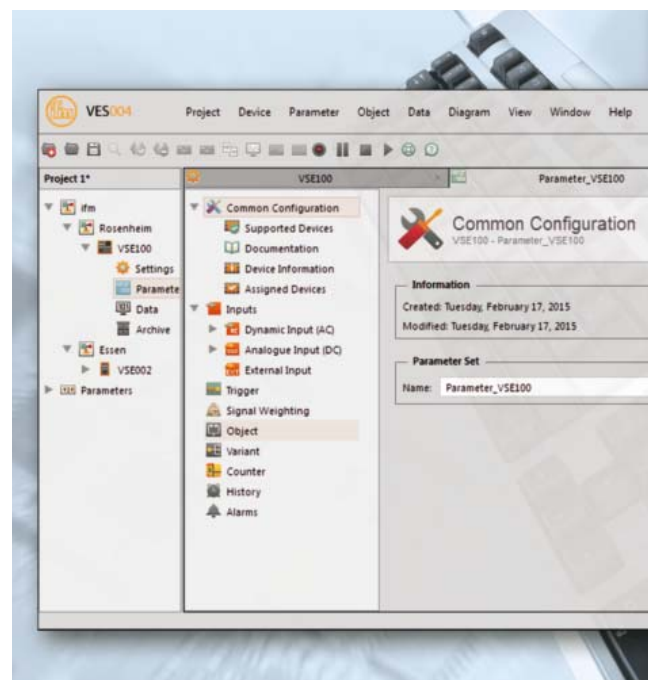 ifm
VES004
Project Device Parameter Object Data Diagram View Window Help
Project 1*
VSE100
Parameter_VSE100
ifm
Rosenheim
VSE100
Settings
Paramete
Data
Archive
Essen
VSE002
Parameters
Common Configuration
Supported Devices
Documentation
Device Information
Assigned Devices
Inputs
Dynamic Input (AC)
Analogue Input (DC)
External Input
Trigger
Signal Weighting
Object
Variant
Counter
History
Alarms
Common Configuration
VSE100 - Parameter_VSE100
Information
Created: Tuesday, February 17, 2015
Modified: Tuesday, February 17, 2015
Parameter Set
Name: Parameter_VSE100